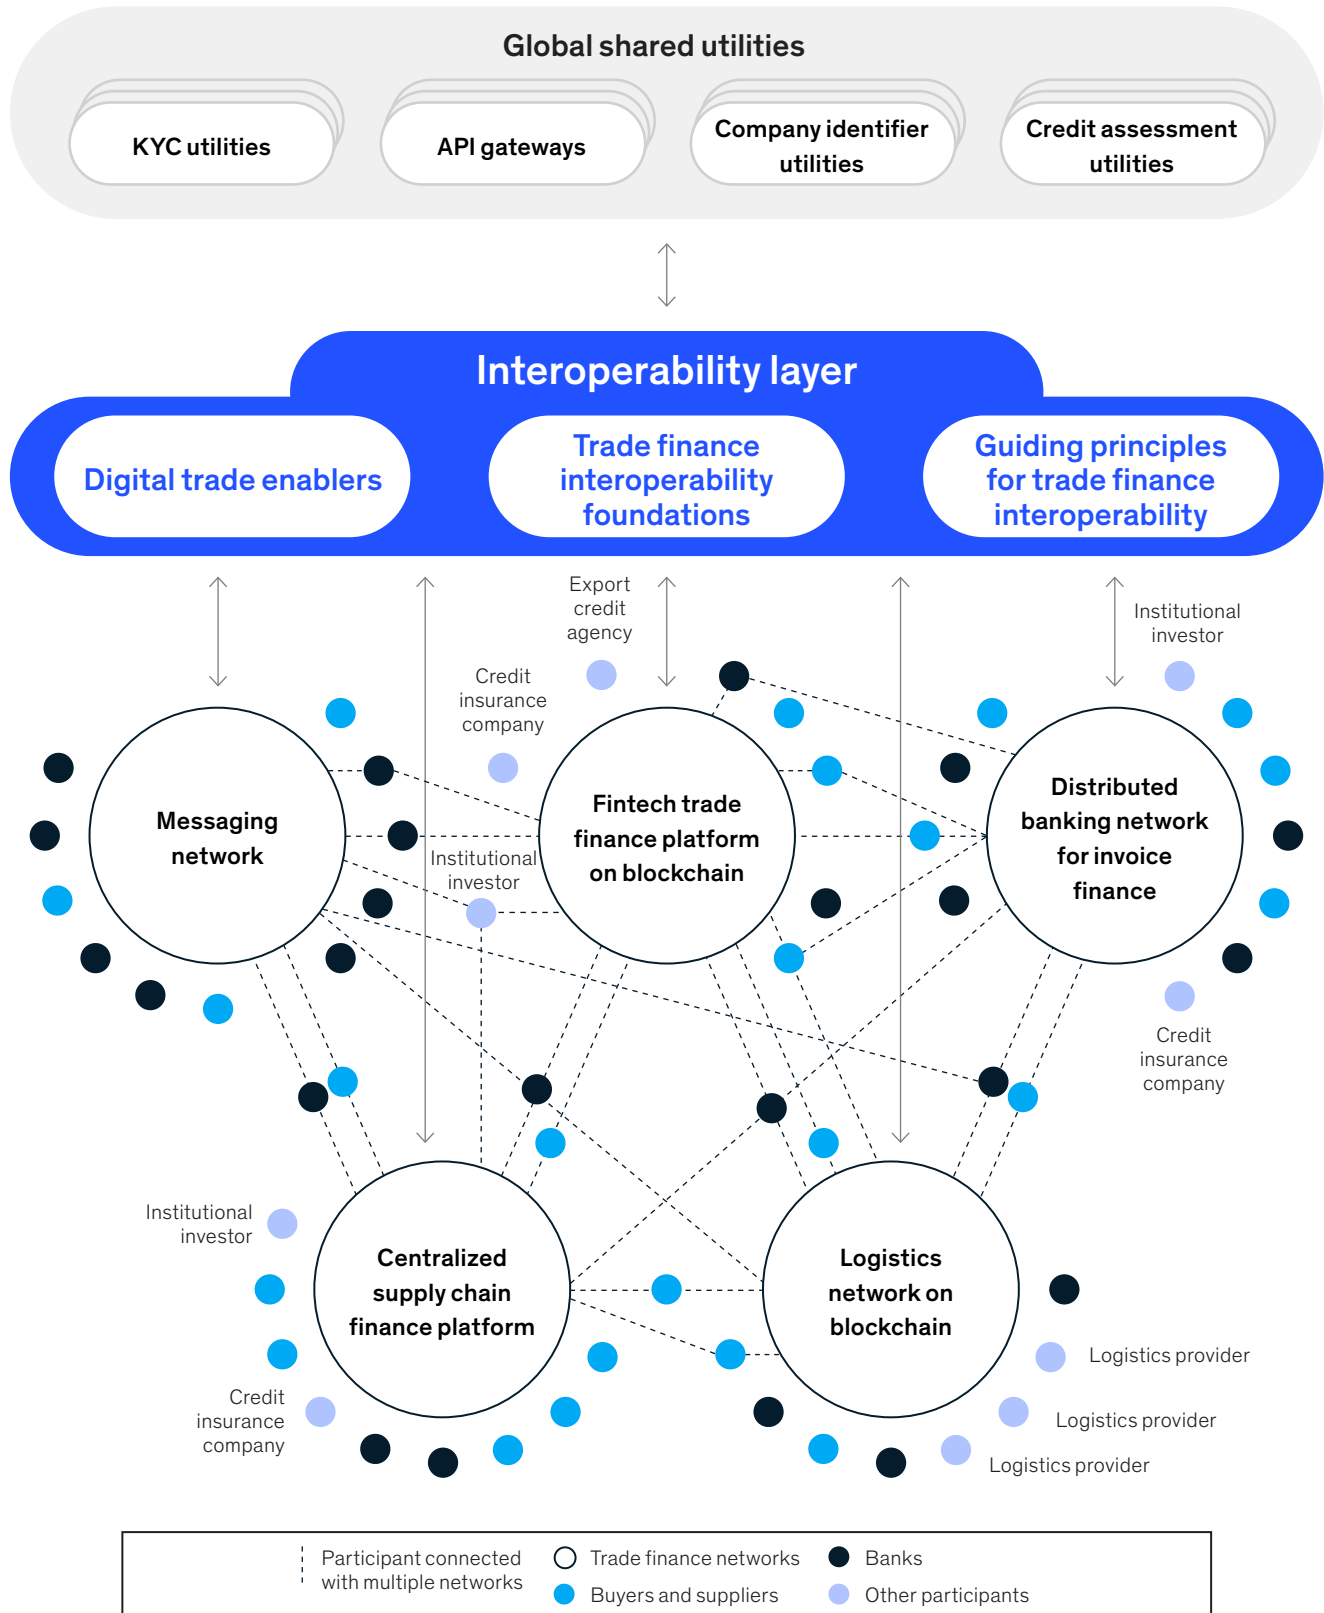 Global shared utilities
KYC utilities
API gateways
Company identifier
utilities
Credit assessment
utilities
Interoperability layer
Digital trade enablers
Trade finance
interoperability
foundations
Guiding principles
for trade finance
interoperability
Export
credit
agency
Institutional
investor
Credit
insurance
company
Messaging
network
Fintech trade
finance platform
on blockchain
Distributed
banking network
for invoice
finance
Institutional
investor
Credit
insurance
company
Institutional
investor
Centralized
supply chain
finance platform
Logistics
network on
blockchain
Logistics provider
Credit
insurance
company
Logistics provider
Logistics provider
Participant connected
with multiple networks
Trade finance networks
Banks
Buyers and suppliers
Other participants